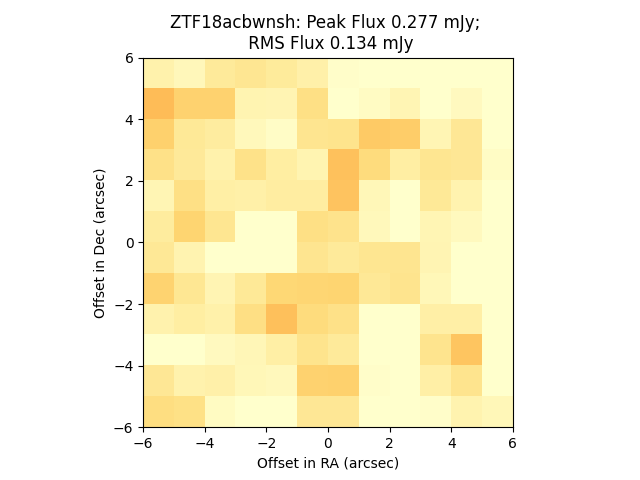 ZTF18acbwnsh: Peak Flux 0.277 mJy;
RMS Flux 0.134 mJy
6
4
2
0
−2
−4
−6
Offset in Dec (arcsec)
−6 −4 −2 0 2 4 6
Offset in RA (arcsec)